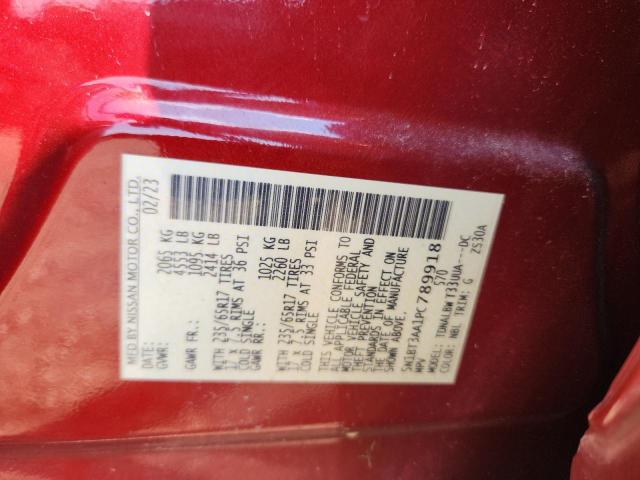 MFD BY NISSAN MOTOR CO., LTD.
DATE: 02/23
GVWR: 2065 KG
4553 LB
GAWR FR: 1095 KG
2414 LB
WITH 235/65R17 TIRES
17 X 7.5 RIMS AT 36 PSI
COLD SINGLE
GAWR RR: 1025 KG
2260 LB
WITH 235/65R17 TIRES
17 X 7.5 RIMS AT 33 PSI
COLD SINGLE
THIS VEHICLE CONFORMS TO
ALL APPLICABLE FEDERAL
MOTOR VEHICLE SAFETY AND
THEFT PREVENTION
STANDARDS IN EFFECT ON
THE DATE OF MANUFACTURE
SHOWN ABOVE.
5N1BT3AA1PC789918
MPV 570
MODEL: TDNALBWT33UUA---DC
COLOR: NBL TRIM: G ZS30A